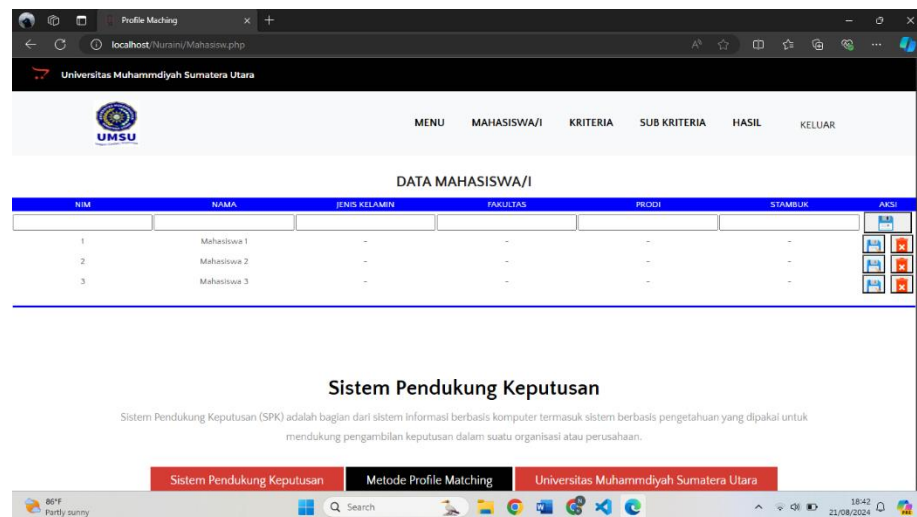 Profile Maching
localhost/Nuraini/Mahasisw.php
Universitas Muhammdiyah Sumatera Utara
UMSU
MENU MAHASISWA/I KRITERIA SUB KRITERIA HASIL KELUAR
DATA MAHASISWA/I
NIM NAMA JENIS KELAMIN FAKULTAS PRODI STAMBUK AKSI
1 Mahasiswa 1 - - - -
2 Mahasiswa 2 - - - -
3 Mahasiswa 3 - - - -
Sistem Pendukung Keputusan
Sistem Pendukung Keputusan (SPK) adalah bagian dari sistem informasi berbasis komputer termasuk sistem berbasis pengetahuan yang dipakai untuk
mendukung pengambilan keputusan dalam suatu organisasi atau perusahaan.
Sistem Pendukung Keputusan Metode Profile Matching Universitas Muhammdiyah Sumatera Utara
86°F
Partly sunny
Search
18:42
21/08/2024